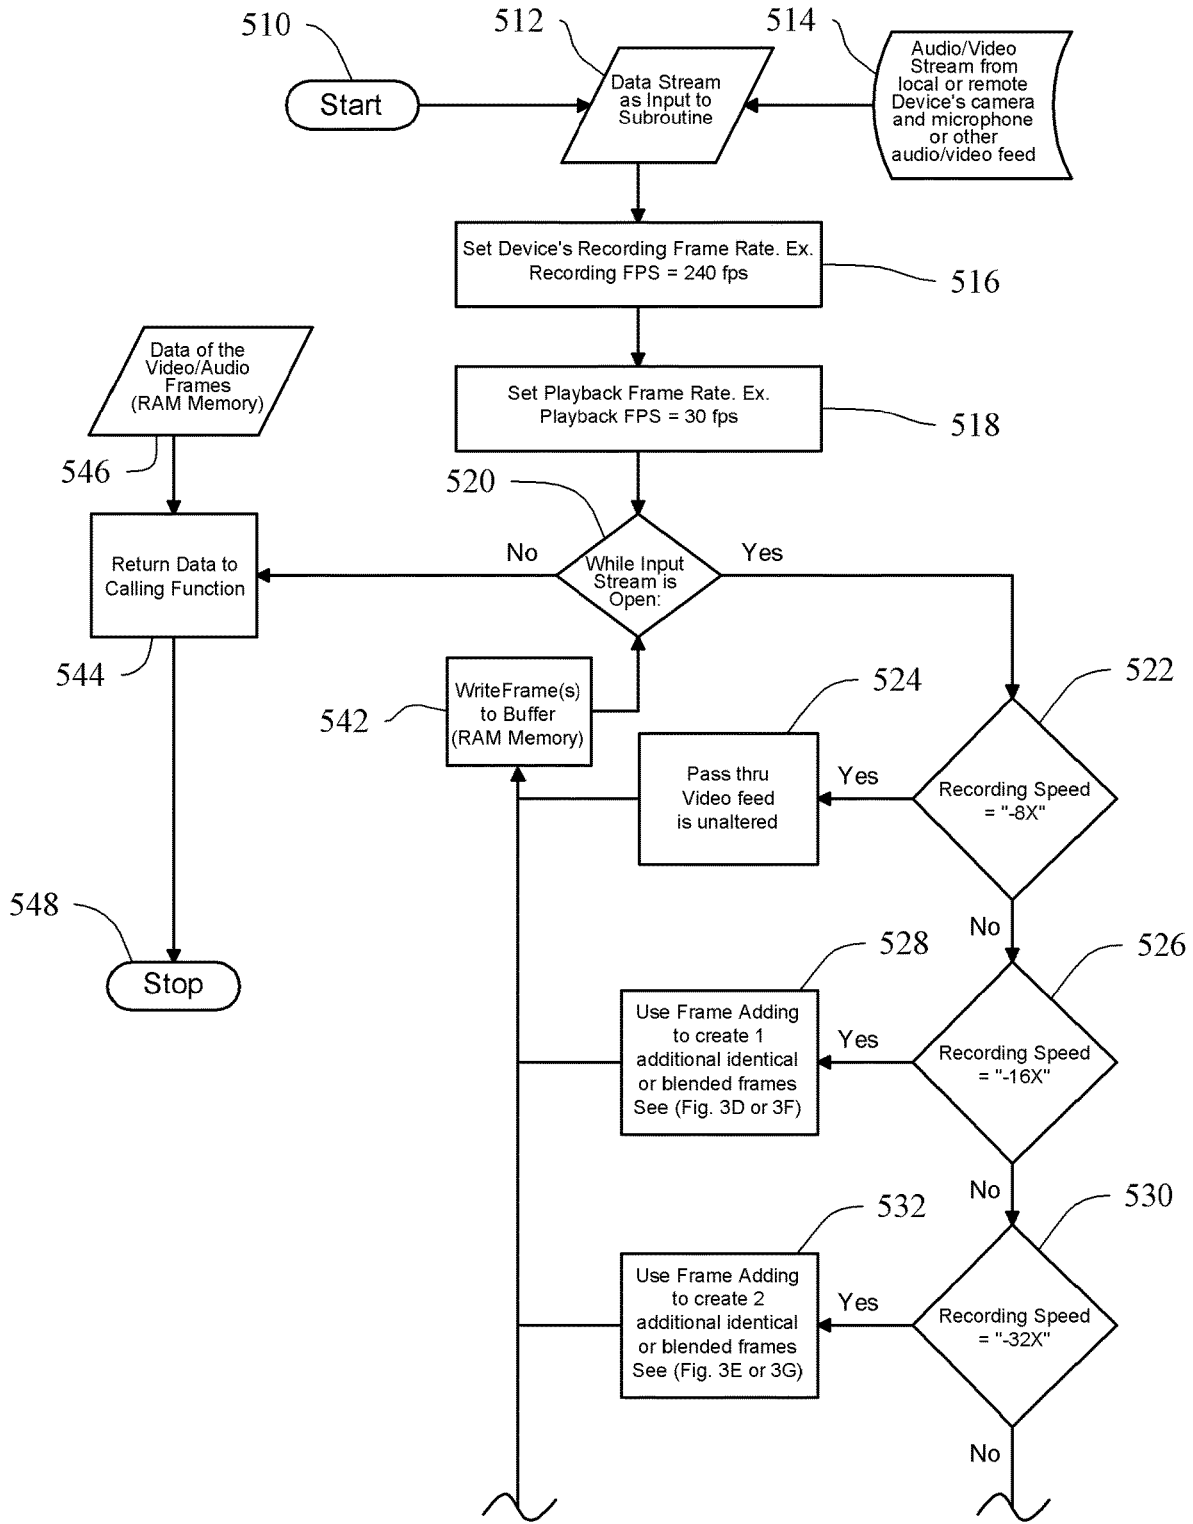 510
Start
512
Data Stream
as Input to
Subroutine
514
Audio/Video
Stream from
local or remote
Device's camera
and microphone
or other
audio/video feed
Set Device's Recording Frame Rate. Ex.
Recording FPS = 240 fps
516
Set Playback Frame Rate. Ex.
Playback FPS = 30 fps
518
Data of the
Video/Audio
Frames
(RAM Memory)
546
520
While Input
Stream is
Open:
No
Yes
Return Data to
Calling Function
544
WriteFrame(s)
to Buffer
(RAM Memory)
542
524
Pass thru
Video feed
is unaltered
Yes
522
Recording Speed
= "-8X"
No
548
Stop
528
Use Frame Adding
to create 1
additional identical
or blended frames
See (Fig. 3D or 3F)
Yes
526
Recording Speed
= "-16X"
No
532
Use Frame Adding
to create 2
additional identical
or blended frames
See (Fig. 3E or 3G)
Yes
530
Recording Speed
= "-32X"
No